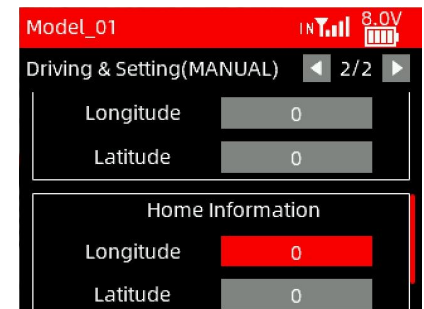 Model_01 IN 8.0V
Driving & Setting(MANUAL) 2/2
Longitude 0
Latitude 0
Home Information
Longitude 0
Latitude 0